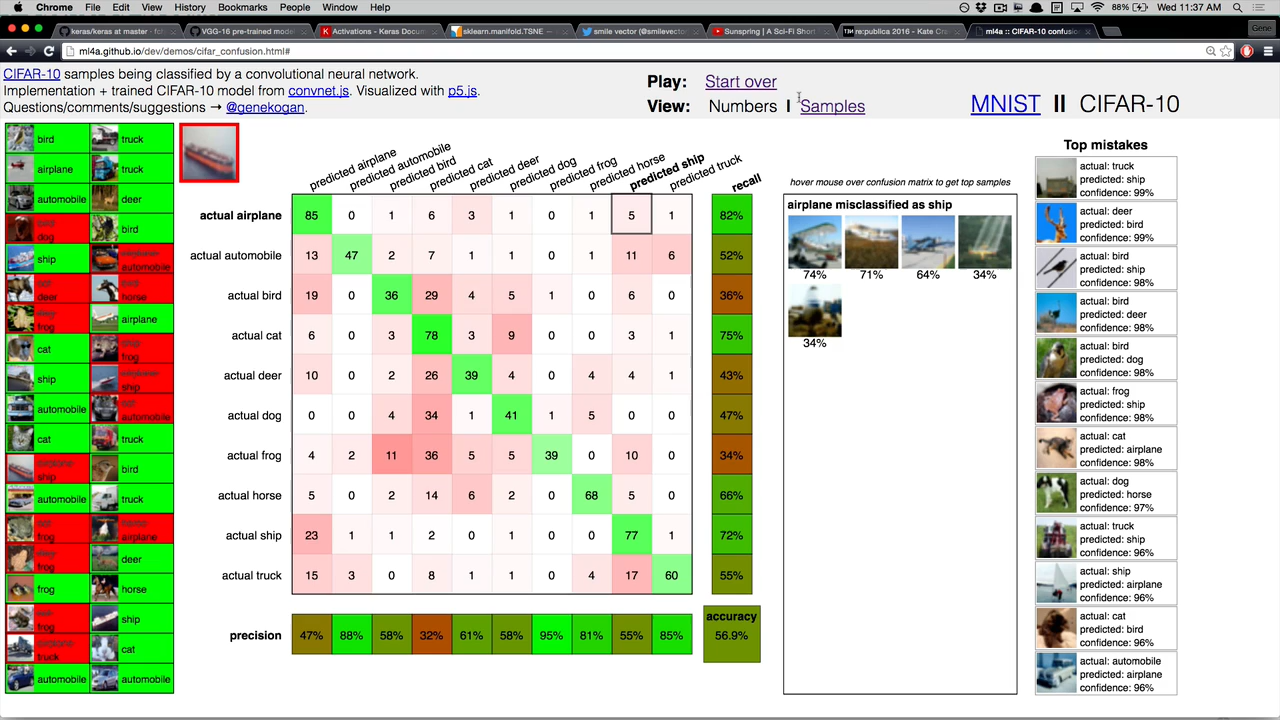 Chrome File Edit View History Bookmarks People Window Help 88% Wed 11:37 AM
keras/keras at master · f VGG-16 pre-trained model Activations - Keras Docum sklearn.manifold.TSNE — smile vector (@smilevector Sunspring | A Sci-Fi Short re:publica 2016 – Kate Cra ml4a :: CIFAR-10 confusio Gene
ml4a.github.io/dev/demos/cifar_confusion.html#
CIFAR-10 samples being classified by a convolutional neural network.
Implementation + trained CIFAR-10 model from convnet.js. Visualized with p5.js.
Questions/comments/suggestions → @genekogan.
Play: Start over
View: Numbers | Samples
MNIST || CIFAR-10
bird truck
airplane truck
automobile deer
dog bird
ship automobile
deer horse
frog airplane
cat frog
ship ship
automobile automobile
cat truck
ship bird
automobile truck
frog airplane
frog deer
frog horse
frog ship
truck cat
automobile automobile
predicted airplane predicted automobile predicted bird predicted cat predicted deer predicted dog predicted frog predicted horse predicted ship predicted truck recall
actual airplane 85 0 1 6 3 1 0 1 5 1 82%
actual automobile 13 47 2 7 1 1 0 1 11 6 52%
actual bird 19 0 36 29 4 5 1 0 6 0 36%
actual cat 6 0 3 78 2 9 0 0 3 1 75%
actual deer 10 0 2 26 39 4 0 4 4 1 43%
actual dog 0 0 4 34 1 41 1 5 0 0 47%
actual frog 4 2 11 36 5 5 39 0 10 0 34%
actual horse 5 0 2 14 6 2 0 68 5 0 66%
actual ship 23 1 1 2 0 1 0 0 77 1 72%
actual truck 15 3 0 8 1 1 0 4 17 60 55%
precision 47% 88% 58% 32% 61% 58% 95% 81% 55% 85%
accuracy
56.9%
hover mouse over confusion matrix to get top samples
airplane misclassified as ship
74% 71% 64% 34%
34%
Top mistakes
actual: truck
predicted: ship
confidence: 99%
actual: deer
predicted: bird
confidence: 99%
actual: bird
predicted: ship
confidence: 98%
actual: bird
predicted: deer
confidence: 98%
actual: bird
predicted: dog
confidence: 98%
actual: frog
predicted: ship
confidence: 98%
actual: cat
predicted: airplane
confidence: 98%
actual: dog
predicted: horse
confidence: 97%
actual: truck
predicted: ship
confidence: 96%
actual: ship
predicted: airplane
confidence: 96%
actual: cat
predicted: bird
confidence: 96%
actual: automobile
predicted: airplane
confidence: 96%